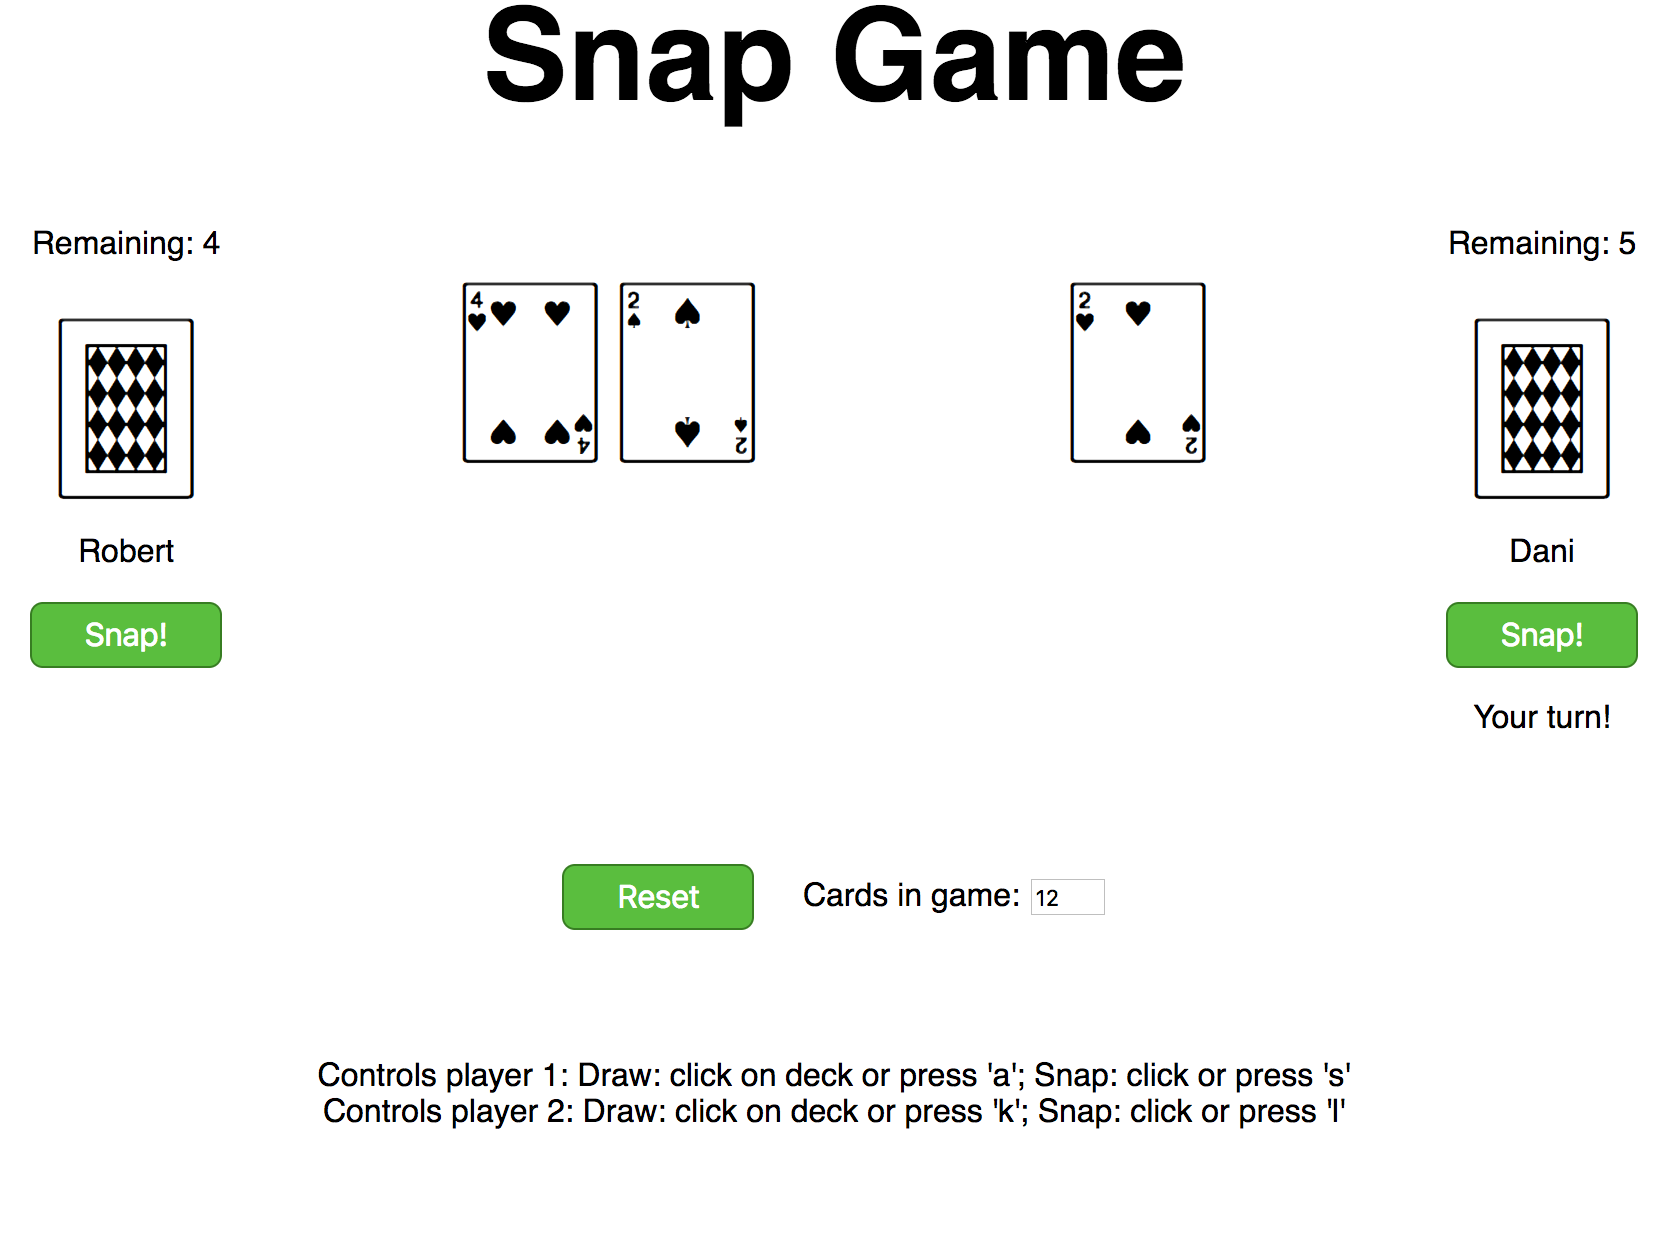 Snap Game
Remaining: 4
Remaining: 5
4
4
2
2
2
2
Robert
Dani
Snap!
Snap!
Your turn!
Reset
Cards in game: 12
Controls player 1: Draw: click on deck or press 'a'; Snap: click or press 's'
Controls player 2: Draw: click on deck or press 'k'; Snap: click or press 'l'